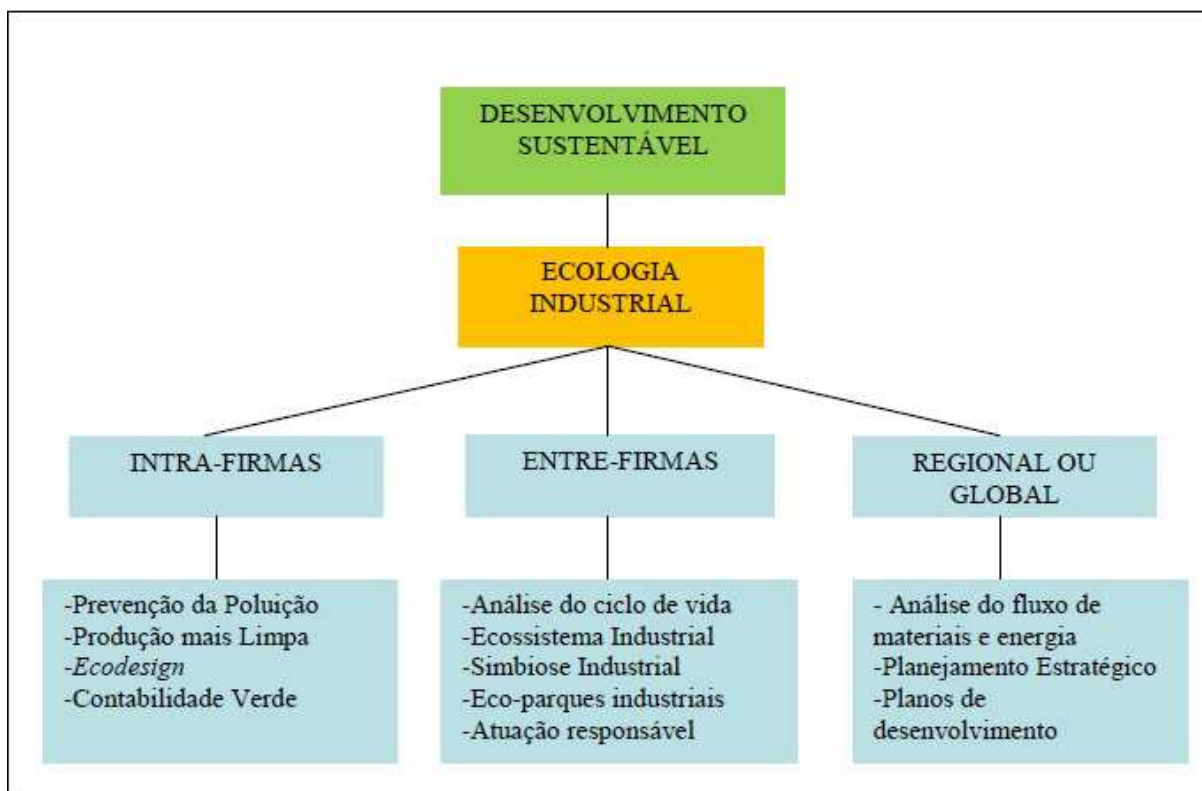 DESENVOLVIMENTO
SUSTENTÁVEL
ECOLOGIA
INDUSTRIAL
INTRA-FIRMAS
ENTRE-FIRMAS
REGIONAL OU
GLOBAL
-Prevenção da Poluição
-Produção mais Limpa
-Ecodesign
-Contabilidade Verde
-Análise do ciclo de vida
-Ecossistema Industrial
-Simbiose Industrial
-Eco-parques industriais
-Atuação responsável
- Análise do fluxo de
materiais e energia
-Planejamento Estratégico
-Planos de
desenvolvimento